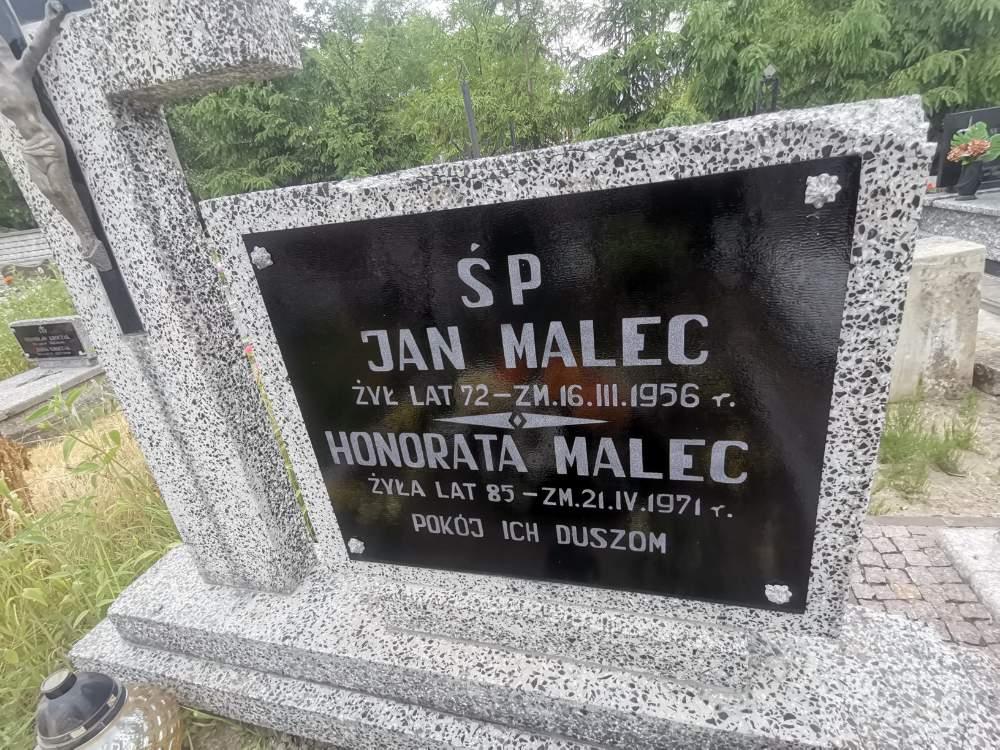 Ś P
JAN MALEC
ŻYŁ LAT 72 – ZM. 16. III. 1956 r.
HONORATA MALEC
ŻYŁA LAT 85 – ZM. 21. IV. 1971 r.
POKÓJ ICH DUSZOM